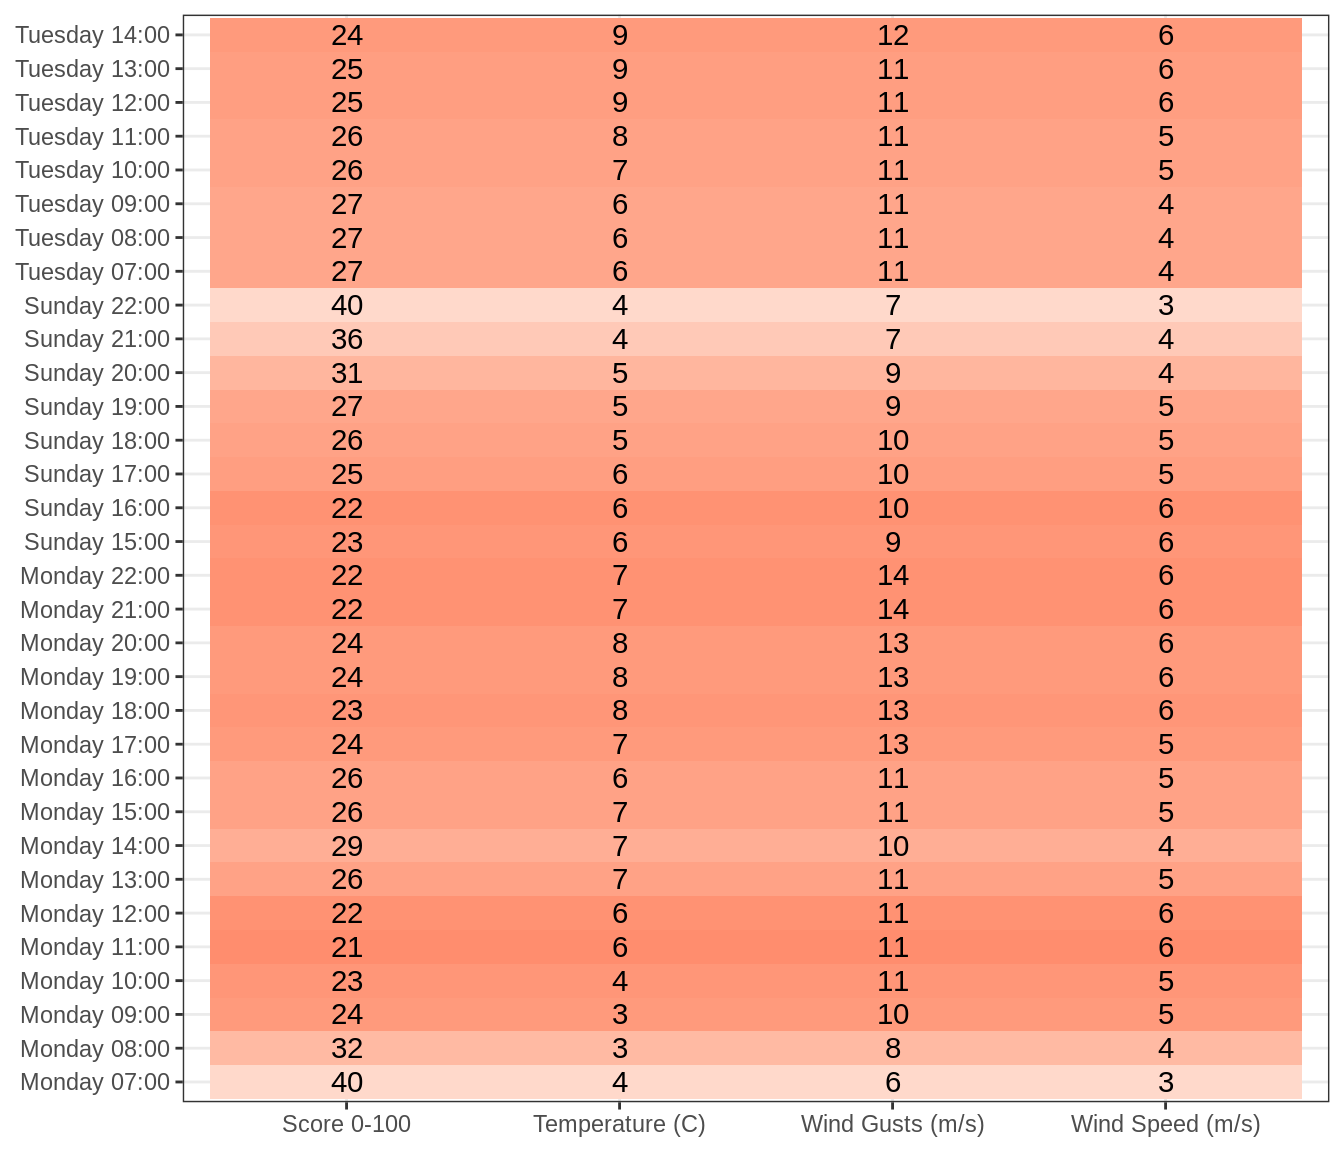 Tuesday 14:00 24 9 12 6
Tuesday 13:00 25 9 11 6
Tuesday 12:00 25 9 11 6
Tuesday 11:00 26 8 11 5
Tuesday 10:00 26 7 11 5
Tuesday 09:00 27 6 11 4
Tuesday 08:00 27 6 11 4
Tuesday 07:00 27 6 11 4
Sunday 22:00 40 4 7 3
Sunday 21:00 36 4 7 4
Sunday 20:00 31 5 9 4
Sunday 19:00 27 5 9 5
Sunday 18:00 26 5 10 5
Sunday 17:00 25 6 10 5
Sunday 16:00 22 6 10 6
Sunday 15:00 23 6 9 6
Monday 22:00 22 7 14 6
Monday 21:00 22 7 14 6
Monday 20:00 24 8 13 6
Monday 19:00 24 8 13 6
Monday 18:00 23 8 13 6
Monday 17:00 24 7 13 5
Monday 16:00 26 6 11 5
Monday 15:00 26 7 11 5
Monday 14:00 29 7 10 4
Monday 13:00 26 7 11 5
Monday 12:00 22 6 11 6
Monday 11:00 21 6 11 6
Monday 10:00 23 4 11 5
Monday 09:00 24 3 10 5
Monday 08:00 32 3 8 4
Monday 07:00 40 4 6 3
Score 0-100 Temperature (C) Wind Gusts (m/s) Wind Speed (m/s)